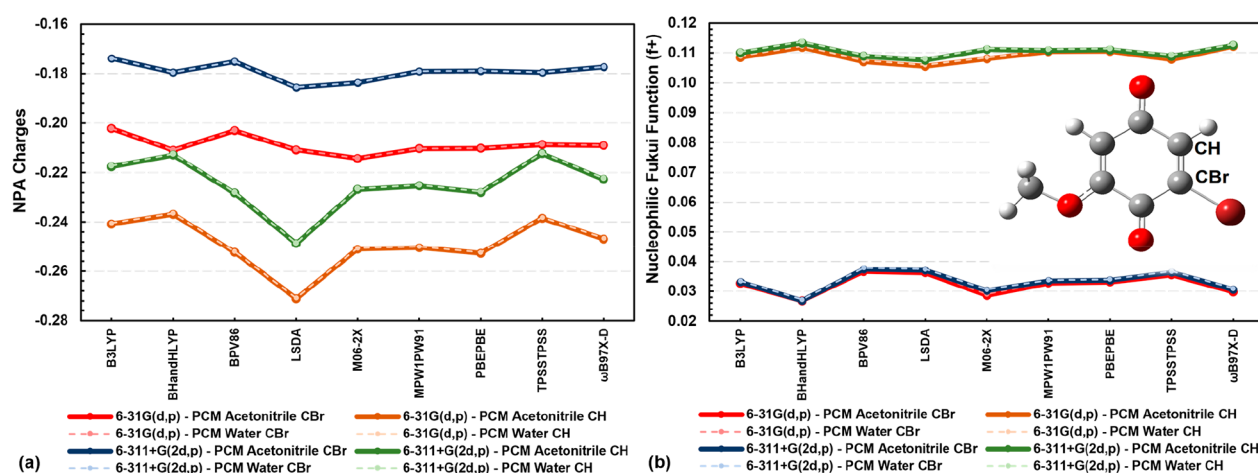 -0.16
-0.18
-0.20
-0.22
-0.24
-0.26
-0.28
NPA Charges
B3LYP
BHandHLYP
BPV86
LSDA
M06-2X
MPW1PW91
PBEPBE
TPSSTPSS
ωB97X-D
(a)
6-31G(d,p) - PCM Acetonitrile CBr
6-31G(d,p) - PCM Acetonitrile CH
6-31G(d,p) - PCM Water CBr
6-31G(d,p) - PCM Water CH
6-311+G(2d,p) - PCM Acetonitrile CBr
6-311+G(2d,p) - PCM Acetonitrile CH
6-311+G(2d,p) - PCM Water CBr
6-311+G(2d,p) - PCM Water CH
0.12
0.11
0.10
0.09
0.08
0.07
0.06
0.05
0.04
0.03
0.02
Nucleophilic Fukui Function (f+)
CH
CBr
B3LYP
BHandHLYP
BPV86
LSDA
M06-2X
MPW1PW91
PBEPBE
TPSSTPSS
ωB97X-D
(b)
6-31G(d,p) - PCM Acetonitrile CBr
6-31G(d,p) - PCM Acetonitrile CH
6-31G(d,p) - PCM Water CBr
6-31G(d,p) - PCM Water CH
6-311+G(2d,p) - PCM Acetonitrile CBr
6-311+G(2d,p) - PCM Acetonitrile CH
6-311+G(2d,p) - PCM Water CBr
6-311+G(2d,p) - PCM Water CH